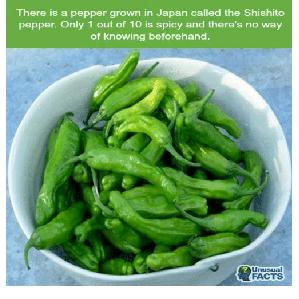 There is a pepper grown in Japan called the Shishito
pepper. Only 1 out of 10 is spicy and there's no way
of knowing beforehand.
Unusual
FACTS